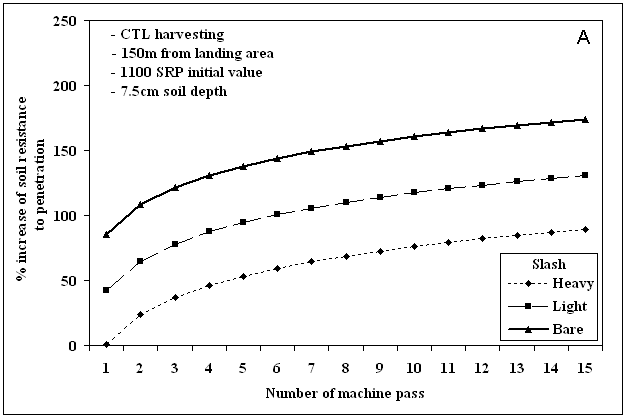 A
- CTL harvesting
- 150m from landing area
- 1100 SRP initial value
- 7.5cm soil depth
% increase of soil resistance
to penetration
250
200
150
100
50
0
1 2 3 4 5 6 7 8 9 10 11 12 13 14 15
Number of machine pass
Slash
Heavy
Light
Bare